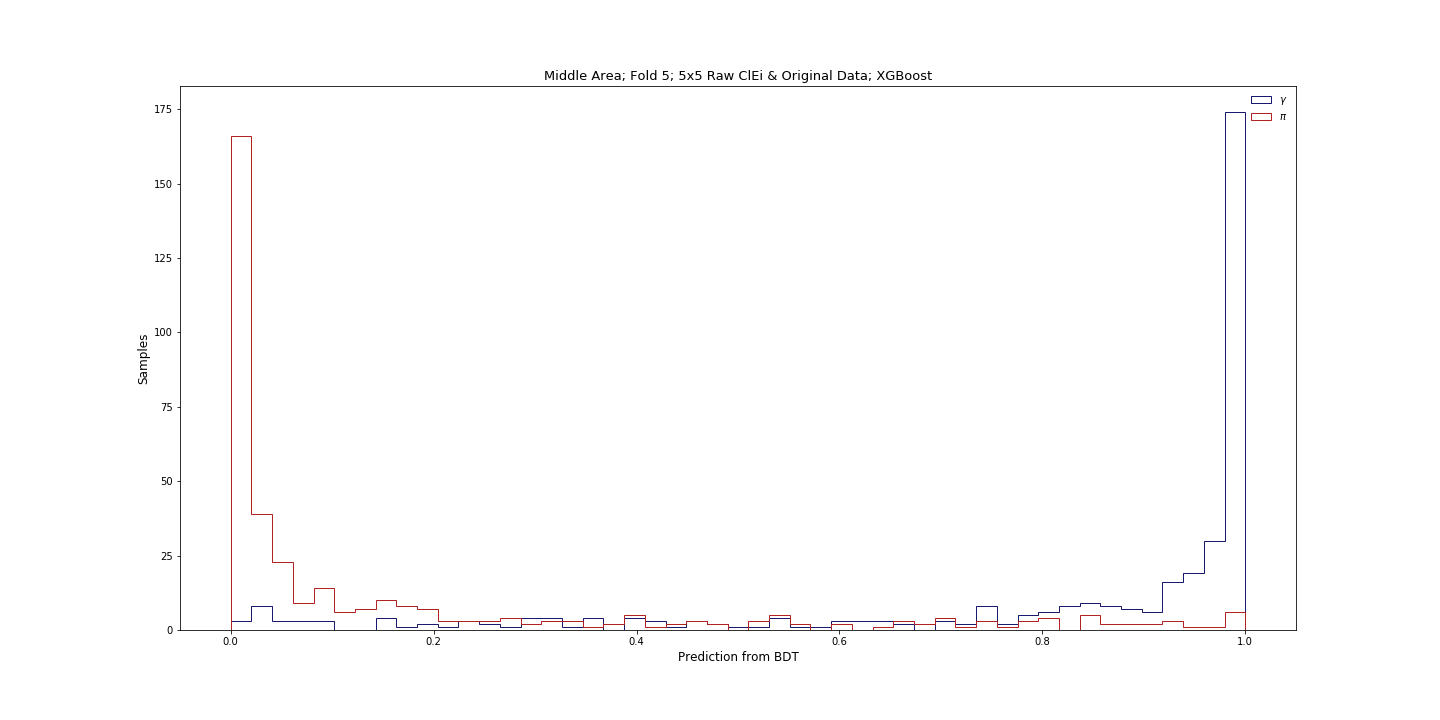 Middle Area; Fold 5; 5x5 Raw ClEi & Original Data; XGBoost
γ
π
175
150
125
100
75
50
25
0
Samples
0.0 0.2 0.4 0.6 0.8 1.0
Prediction from BDT